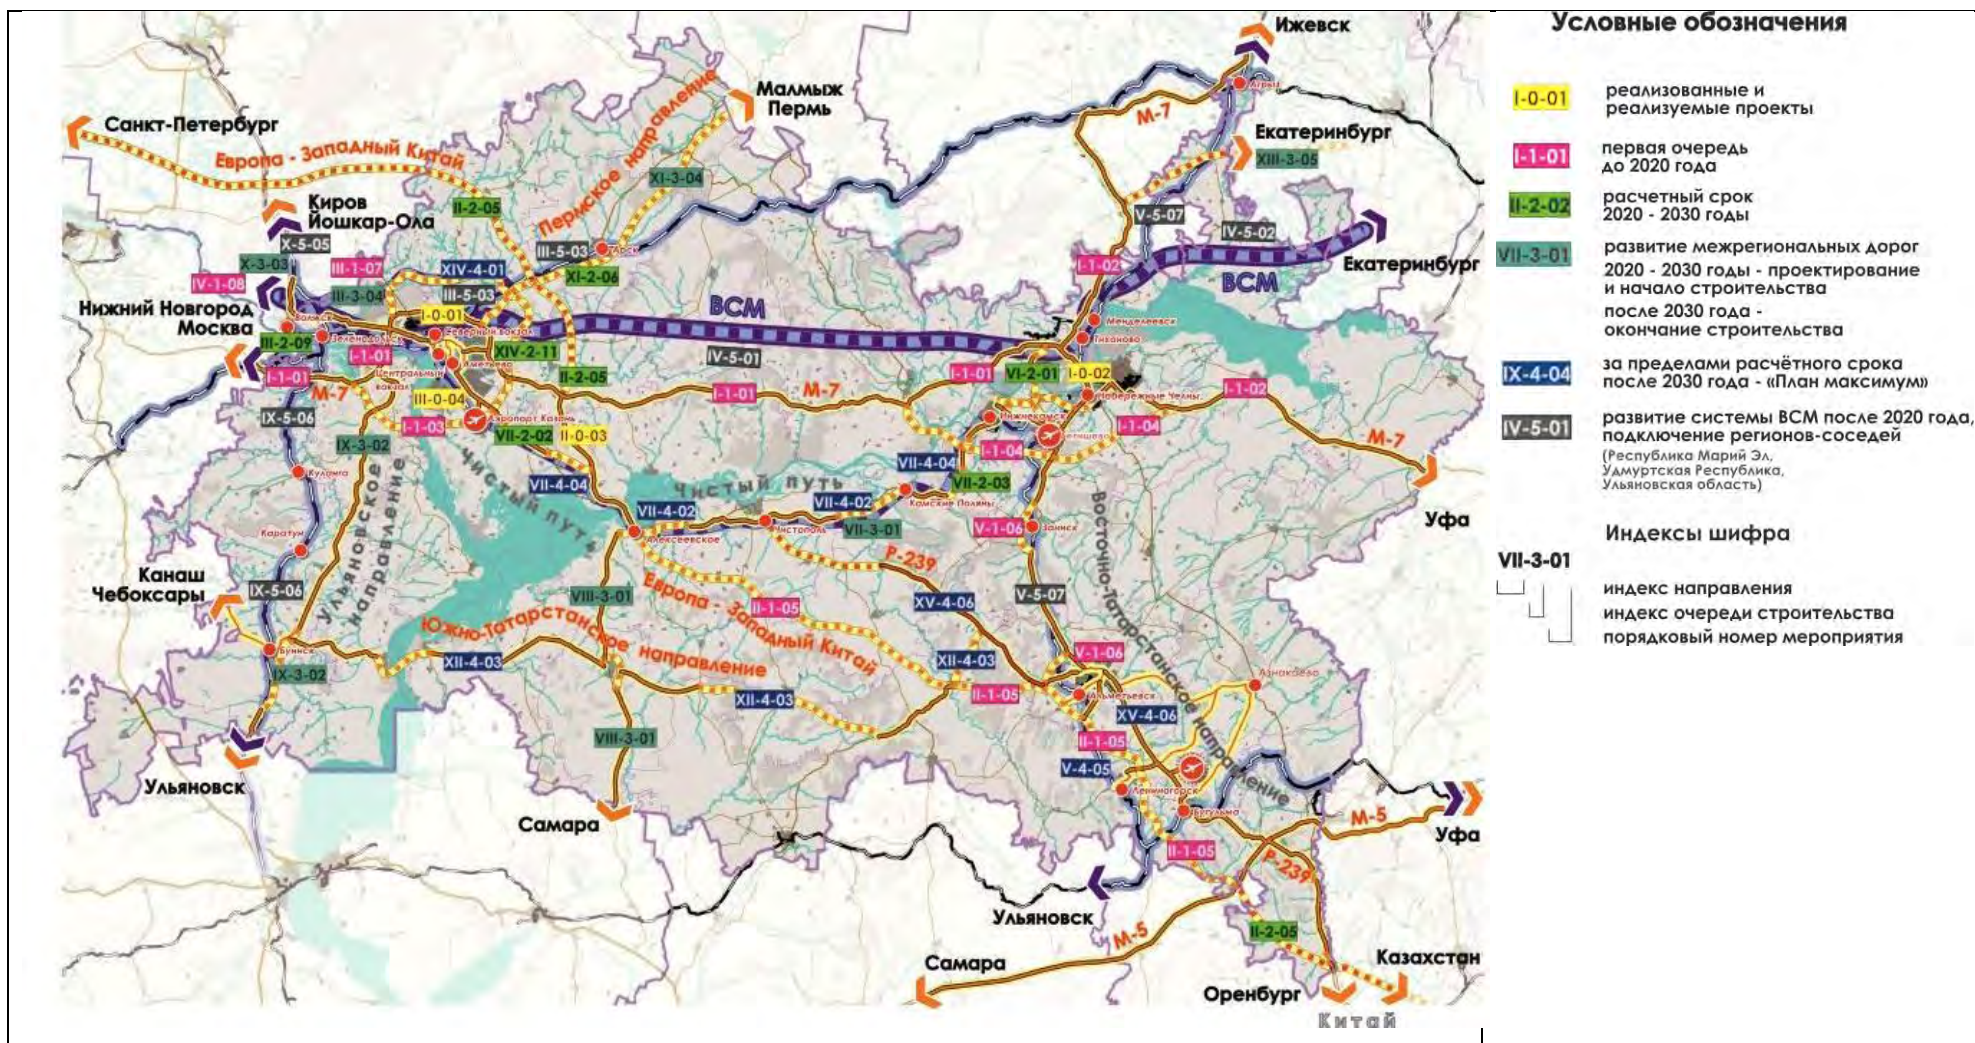 Условные обозначения
I-0-01
реализованные и
реализуемые проекты
I-1-01
первая очередь
до 2020 года
II-2-02
расчетный срок
2020 - 2030 годы
VII-3-01
развитие межрегиональных дорог
2020 - 2030 годы - проектирование
и начало строительства
после 2030 года -
окончание строительства
IX-4-04
за пределами расчётного срока
после 2030 года - «План максимум»
IV-5-01
развитие системы ВСМ после 2020 года,
подключение регионов-соседей
(Республика Марий Эл,
Удмуртская Республика,
Ульяновская область)
Индексы шифра
VII-3-01
индекс направления
индекс очереди строительства
порядковый номер мероприятия
Ижевск
Агрыз
Малмыж
Пермь
М-7
Санкт-Петербург
Екатеринбург
XIII-3-05
Европа - Западный Китай
Пермское направление
XI-3-04
Киров
Йошкар-Ола
II-2-05
X-5-05
V-5-07
IV-5-02
III-5-03
Арск
X-3-03
III-1-07
XIV-4-01
XI-2-06
I-1-02
Екатеринбург
IV-1-08
III-3-04
III-5-03
ВСМ
ВСМ
Нижний Новгород
Москва
Волжск
I-0-01
Северный вокзал
Менделеевск
III-2-09
Зеленодольск
Тихоново
I-1-01
Аметьево
XIV-2-11
IV-5-01
Центральный
вокзал
I-1-01
II-2-05
I-1-01
VI-2-01
I-0-02
М-7
III-0-04
I-1-01
М-7
Набережные Челны
I-1-02
IX-5-06
I-1-03
Аэропорт Казань
Нижнекамск
I-1-04
IX-3-02
VII-2-02
II-0-03
Бегишево
М-7
I-1-04
Куланга
Чистый путь
VII-4-04
Чистый путь
VII-4-04
VII-2-03
Ульяновское
направление
VII-4-02
VII-4-02
Камские Поляны
Уфа
Чистополь
VII-3-01
V-1-06
Заинск
Алексеевское
Каратун
Р-239
Восточно-Татарстанское направление
Канаш
Чебоксары
IX-5-06
VIII-3-01
Европа - Западный Китай
II-1-05
XV-4-06
V-5-07
Южно-Татарстанское направление
Буинск
XII-4-03
XII-4-03
V-1-06
IX-3-02
Азнакаево
XII-4-03
II-1-05
Альметьевск
XV-4-06
VIII-3-01
II-1-05
V-4-05
Ульяновск
Лениногорск
Бугульма
Самара
М-5
Уфа
II-1-05
Р-239
Ульяновск
М-5
II-2-05
Самара
Казахстан
Оренбург
Китай